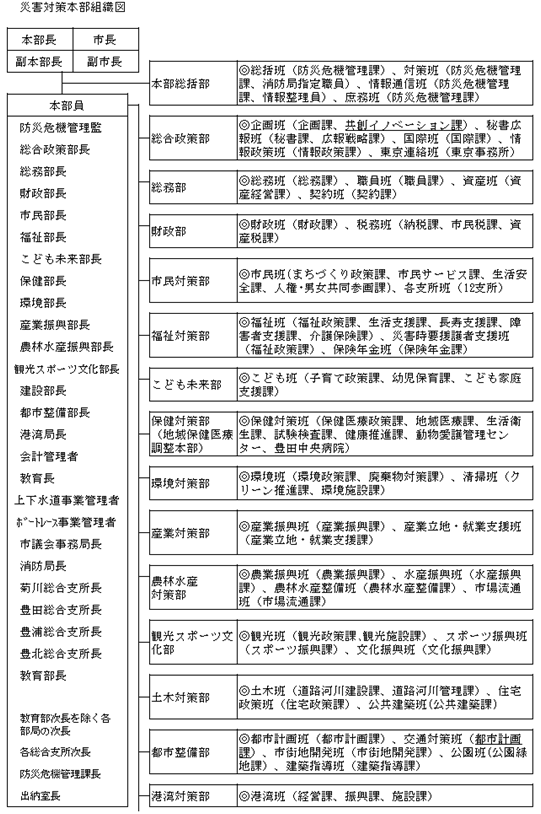 災害対策本部組織図
本部長 市長
副本部長 副市長
本部員
防災危機管理監
総合政策部長
総務部長
財政部長
市民部長
福祉部長
こども未来部長
保健部長
環境部長
産業振興部長
農林水産振興部長
観光スポーツ文化部長
建設部長
都市整備部長
港湾局長
会計管理者
教育長
上下水道事業管理者
ボートレース事業管理者
市議会事務局長
消防局長
菊川総合支所長
豊田総合支所長
豊浦総合支所長
豊北総合支所長
教育部長
教育部次長を除く各
部局の次長
各総合支所次長
防災危機管理課長
出納室長
本部総括部
◎総括班（防災危機管理課）、対策班（防災危機管理
課、消防局指定職員）、情報通信班（防災危機管理
課、情報整理員）、庶務班（防災危機管理課）
総合政策部
◎企画班（企画課、共創イノベーション課）、秘書広
報班（秘書課、広報戦略課）、国際班（国際課）、情
報政策班（情報政策課）、東京連絡班（東京事務所）
総務部
◎総務班（総務課）、職員班（職員課）、資産班（資
産経営課）、契約班（契約課）
財政部
◎財政班（財政課）、税務班（納税課、市民税課、資
産税課）
市民対策部
◎市民班(まちづくり政策課、市民サービス課、生活安
全課、人権・男女共同参画課)、各支所班（12支所）
福祉対策部
◎福祉班（福祉政策課、生活支援課、長寿支援課、障
害者支援課、介護保険課）、災害時要援護者支援班
（福祉政策課）、保険年金班（保険年金課）
こども未来部
◎こども班（子育て政策課、幼児保育課、こども家庭
支援課）
保健対策部
（地域保健医療
調整本部）
◎保健対策班（保健医療政策課、地域医療課、生活衛
生課、試験検査課、健康推進課、動物愛護管理セン
ター、豊田中央病院）
環境対策部
◎環境班（環境政策課、廃棄物対策課）、清掃班（ク
リーン推進課、環境施設課）
産業対策部
◎産業振興班（産業振興課）、産業立地・就業支援班
（産業立地・就業支援課）
農林水産
対策部
◎農業振興班（農業振興課）、水産振興班（水産振興
課）、農林水産整備班（農林水産整備課）、市場流通
班（市場流通課）
観光スポーツ文
化部
◎観光班（観光政策課、観光施設課）、スポーツ振興班
（スポーツ振興課）、文化振興班（文化振興課）
土木対策部
◎土木班（道路河川建設課、道路河川管理課）、住宅
政策班（住宅政策課）、公共建築班(公共建築課)
都市整備部
◎都市計画班（都市計画課）、交通対策班（都市計画
課）、市街地開発班（市街地開発課）、公園班(公園緑
地課）、建築指導班（建築指導課）
港湾対策部
◎港湾班（経営課、振興課、施設課）